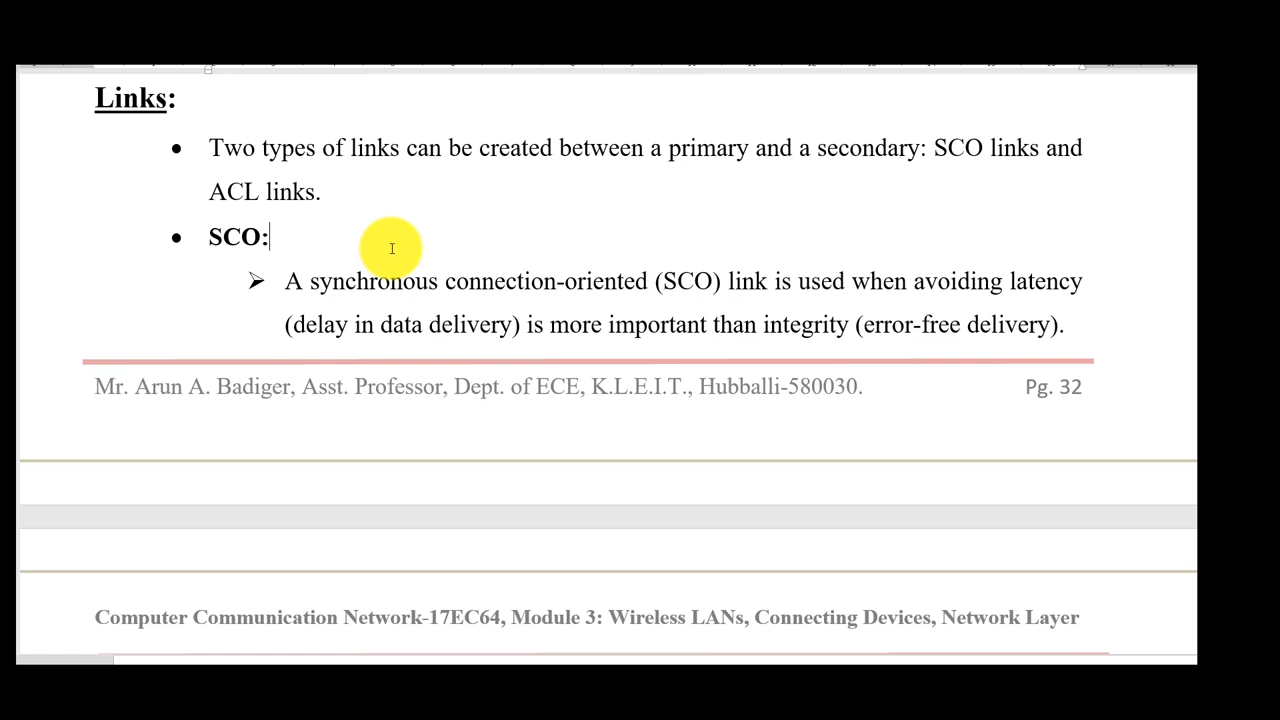 Links:
• Two types of links can be created between a primary and a secondary: SCO links and
ACL links.
• SCO:
➢ A synchronous connection-oriented (SCO) link is used when avoiding latency
(delay in data delivery) is more important than integrity (error-free delivery).
Mr. Arun A. Badiger, Asst. Professor, Dept. of ECE, K.L.E.I.T., Hubballi-580030. Pg. 32
Computer Communication Network-17EC64, Module 3: Wireless LANs, Connecting Devices, Network Layer